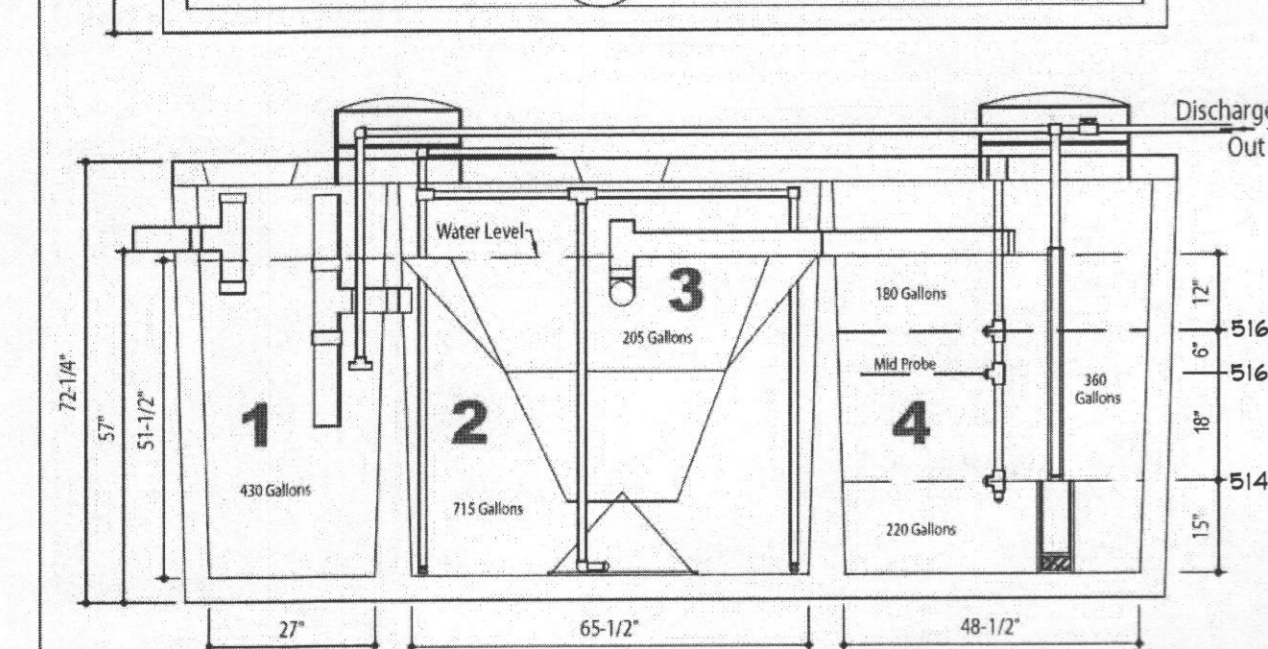 Discharge
Out
Water Level
3
180 Gallons
12"
516
205 Gallons
6"
Mid Probe
516
72-1/4"
57"
51-1/2"
360
Gallons
1
2
4
18"
430 Gallons
514
715 Gallons
220 Gallons
15"
27"
65-1/2"
48-1/2"